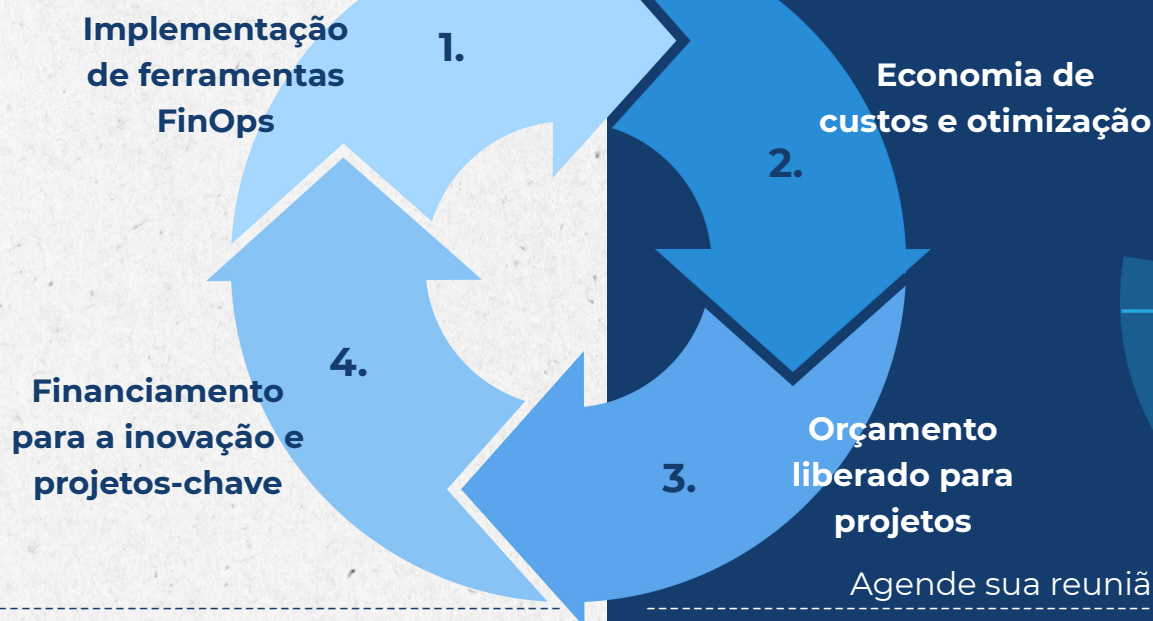 Implementação
de ferramentas
FinOps
1.
Economia de
custos e otimização
2.
Orçamento
liberado para
projetos
3.
Financiamento
para a inovação e
projetos-chave
4.
Agende sua